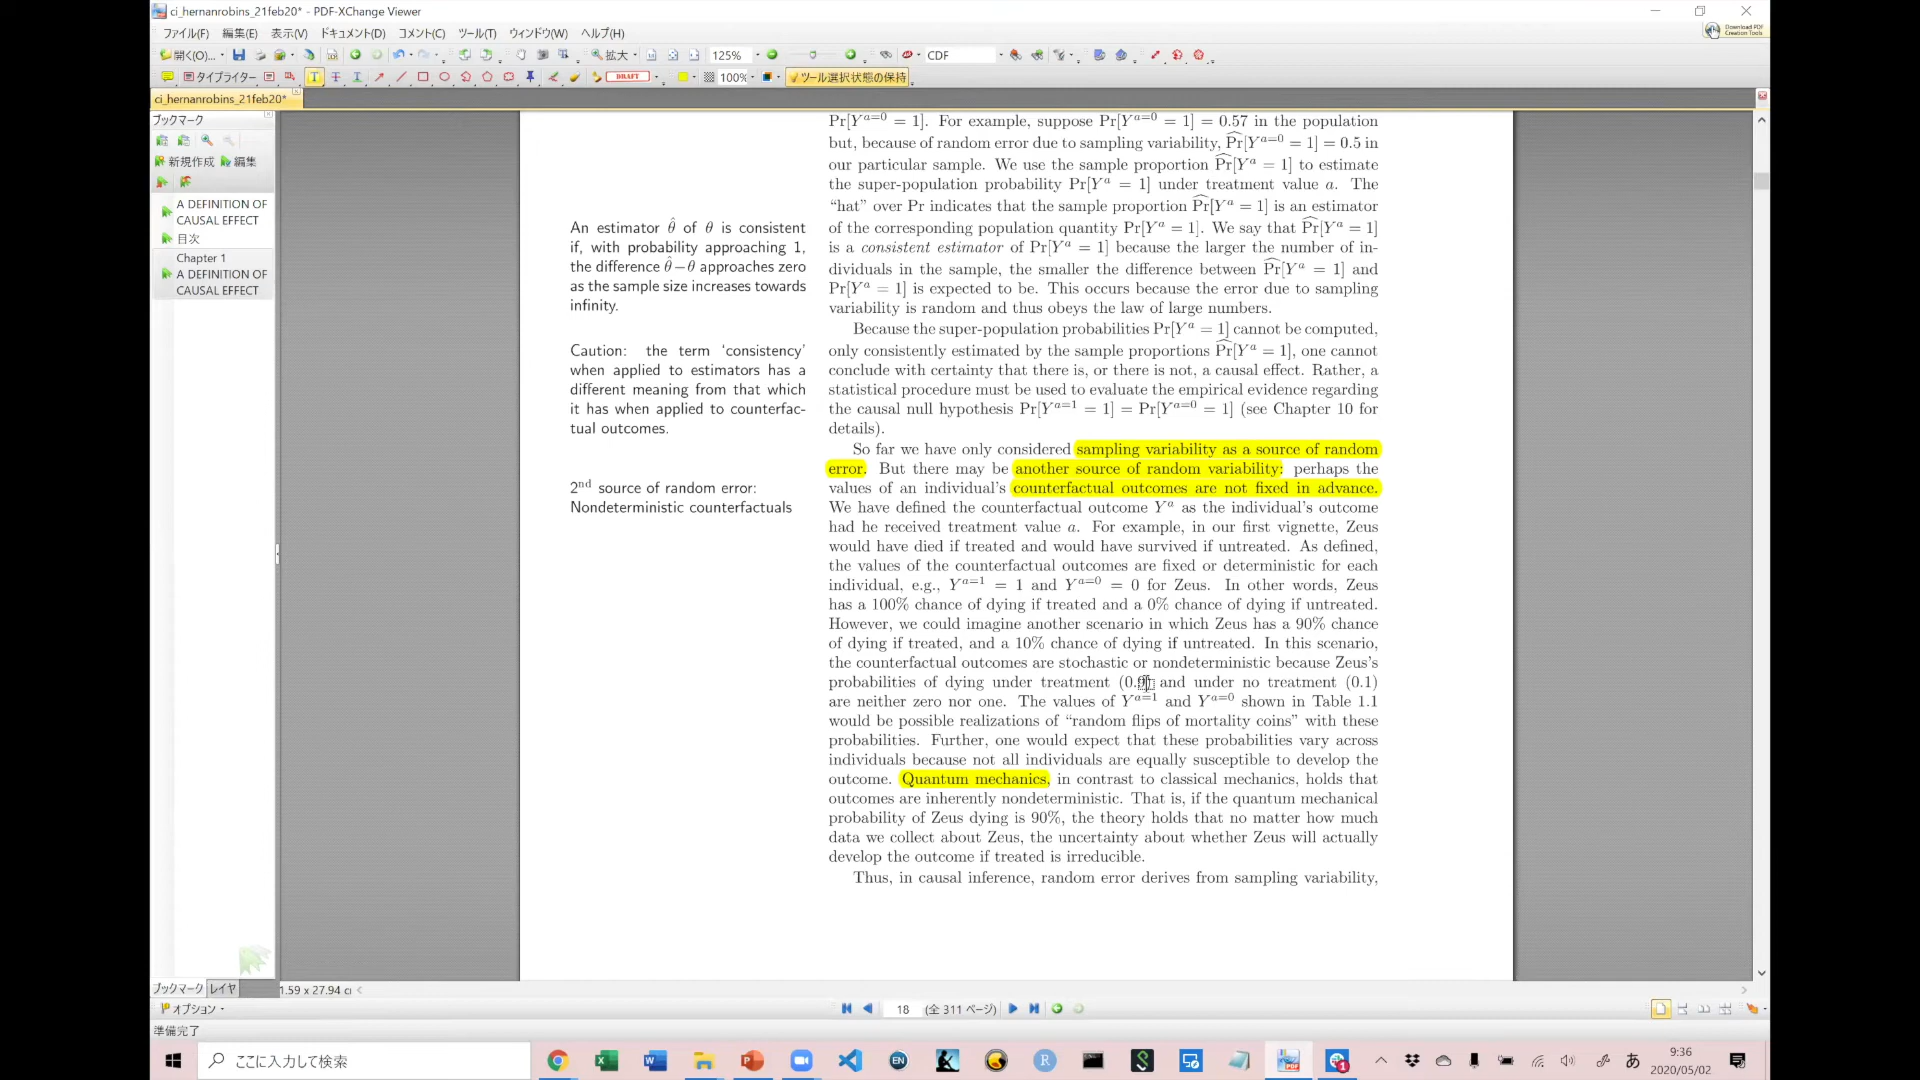 ci_hernanrobins_21feb20* - PDF-XChange Viewer
ファイル(F) 編集(E) 表示(V) ドキュメント(D) コメント(C) ツール(T) ウィンドウ(W) ヘルプ(H)
Download PDF Creation Tools
開く(O)... 拡大 125% CDF
タイプライター DRAFT 100% ツール選択状態の保持
ci_hernanrobins_21feb20*
ブックマーク
新規作成 編集
A DEFINITION OF
CAUSAL EFFECT
目次
Chapter 1
A DEFINITION OF
CAUSAL EFFECT
Pr[Y^{a=0} = 1]. For example, suppose Pr[Y^{a=0} = 1] = 0.57 in the population
but, because of random error due to sampling variability, P̂r[Y^{a=0} = 1] = 0.5 in
our particular sample. We use the sample proportion P̂r[Y^a = 1] to estimate
the super-population probability Pr[Y^a = 1] under treatment value a. The
“hat” over Pr indicates that the sample proportion P̂r[Y^a = 1] is an estimator
of the corresponding population quantity Pr[Y^a = 1]. We say that P̂r[Y^a = 1]
is a consistent estimator of Pr[Y^a = 1] because the larger the number of in-
dividuals in the sample, the smaller the difference between P̂r[Y^a = 1] and
Pr[Y^a = 1] is expected to be. This occurs because the error due to sampling
variability is random and thus obeys the law of large numbers.
An estimator θ̂ of θ is consistent
if, with probability approaching 1,
the difference θ̂−θ approaches zero
as the sample size increases towards
infinity.
Because the super-population probabilities Pr[Y^a = 1] cannot be computed,
only consistently estimated by the sample proportions P̂r[Y^a = 1], one cannot
conclude with certainty that there is, or there is not, a causal effect. Rather, a
statistical procedure must be used to evaluate the empirical evidence regarding
the causal null hypothesis Pr[Y^{a=1} = 1] = Pr[Y^{a=0} = 1] (see Chapter 10 for
details).
Caution: the term ‘consistency’
when applied to estimators has a
different meaning from that which
it has when applied to counterfac-
tual outcomes.
So far we have only considered sampling variability as a source of random
error. But there may be another source of random variability: perhaps the
values of an individual’s counterfactual outcomes are not fixed in advance.
We have defined the counterfactual outcome Y^a as the individual’s outcome
had he received treatment value a. For example, in our first vignette, Zeus
would have died if treated and would have survived if untreated. As defined,
the values of the counterfactual outcomes are fixed or deterministic for each
individual, e.g., Y^{a=1} = 1 and Y^{a=0} = 0 for Zeus. In other words, Zeus
has a 100% chance of dying if treated and a 0% chance of dying if untreated.
However, we could imagine another scenario in which Zeus has a 90% chance
of dying if treated, and a 10% chance of dying if untreated. In this scenario,
the counterfactual outcomes are stochastic or nondeterministic because Zeus’s
probabilities of dying under treatment (0.9) and under no treatment (0.1)
are neither zero nor one. The values of Y^{a=1} and Y^{a=0} shown in Table 1.1
would be possible realizations of “random flips of mortality coins” with these
probabilities. Further, one would expect that these probabilities vary across
individuals because not all individuals are equally susceptible to develop the
outcome. Quantum mechanics, in contrast to classical mechanics, holds that
outcomes are inherently nondeterministic. That is, if the quantum mechanical
probability of Zeus dying is 90%, the theory holds that no matter how much
data we collect about Zeus, the uncertainty about whether Zeus will actually
develop the outcome if treated is irreducible.
Thus, in causal inference, random error derives from sampling variability,
2nd source of random error:
Nondeterministic counterfactuals
ブックマーク レイヤ
1.59 x 27.94 cı
オプション
18 (全 311 ページ)
準備完了
ここに入力して検索
あ
9:36
2020/05/02